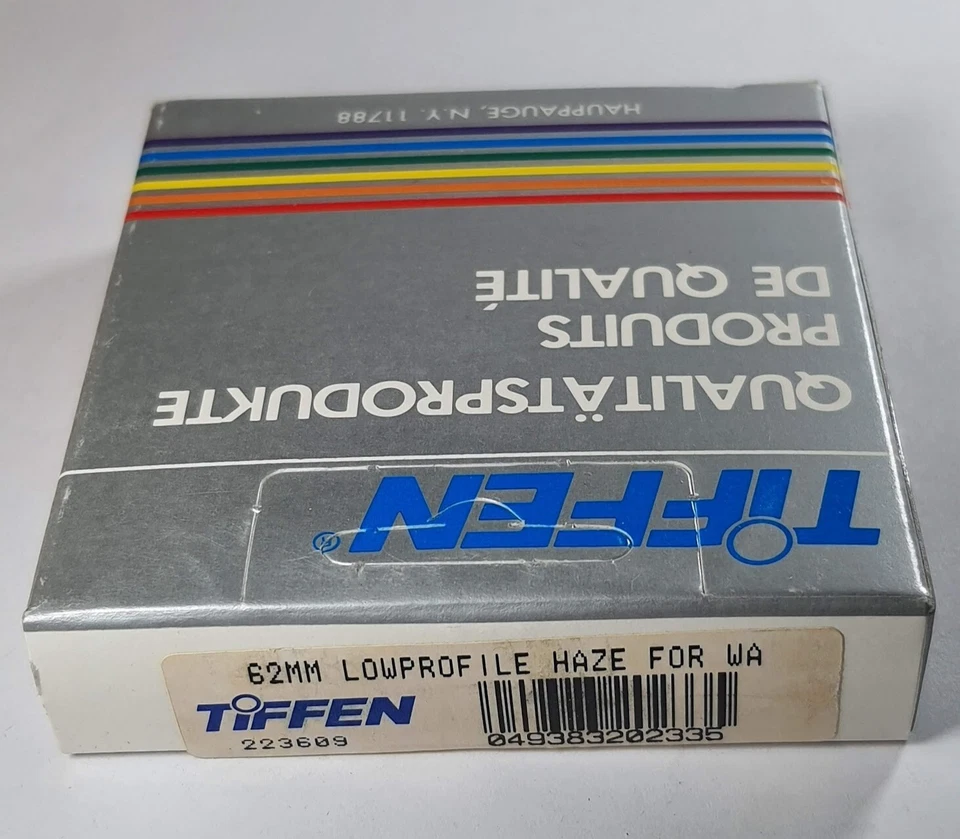 TIFFEN®
QUALITÄTSPRODUKTE
PRODUITS
DE QUALITÉ
HAUPPAUGE, N.Y. 11788
62MM LOWPROFILE HAZE FOR WA
TIFFEN
223609
049383202335